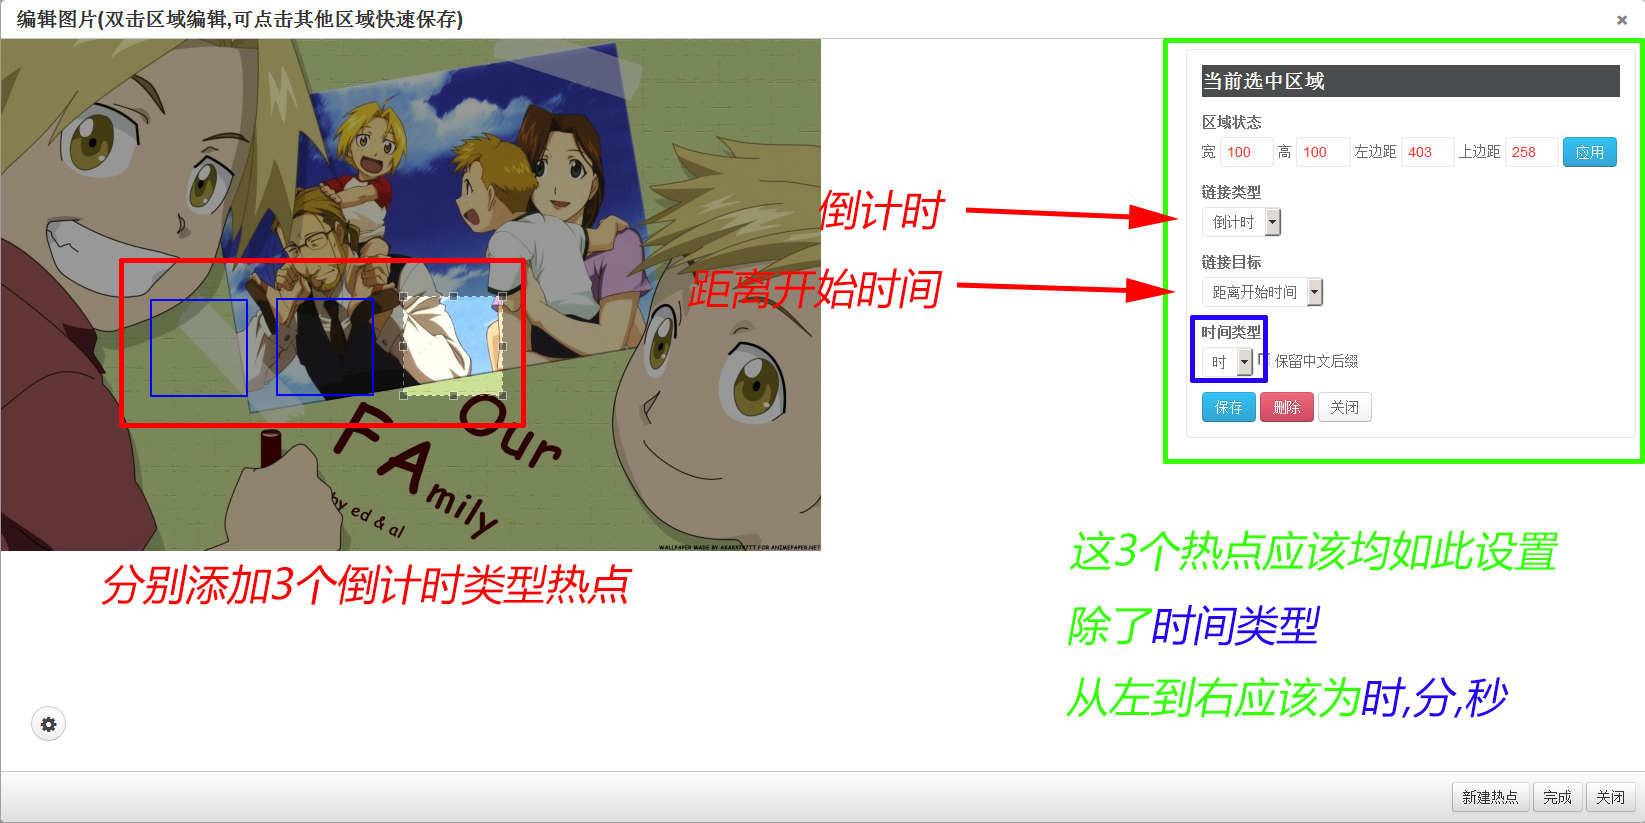 编辑图片(双击区域编辑,可点击其他区域快速保存)
×
当前选中区域
区域状态
宽 100 高 100 左边距 403 上边距 258 应用
链接类型
倒计时
链接目标
距离开始时间
时间类型
时 保留中文后缀
保存 删除 关闭
倒计时
距离开始时间
Our
FAmily
by ed & al
WALLPAPER MADE BY AKAK47/TTT FOR ANIMEPAPER.NET
分别添加3个倒计时类型热点
这3个热点应该均如此设置
除了时间类型
从左到右应该为时,分,秒
新建热点 完成 关闭